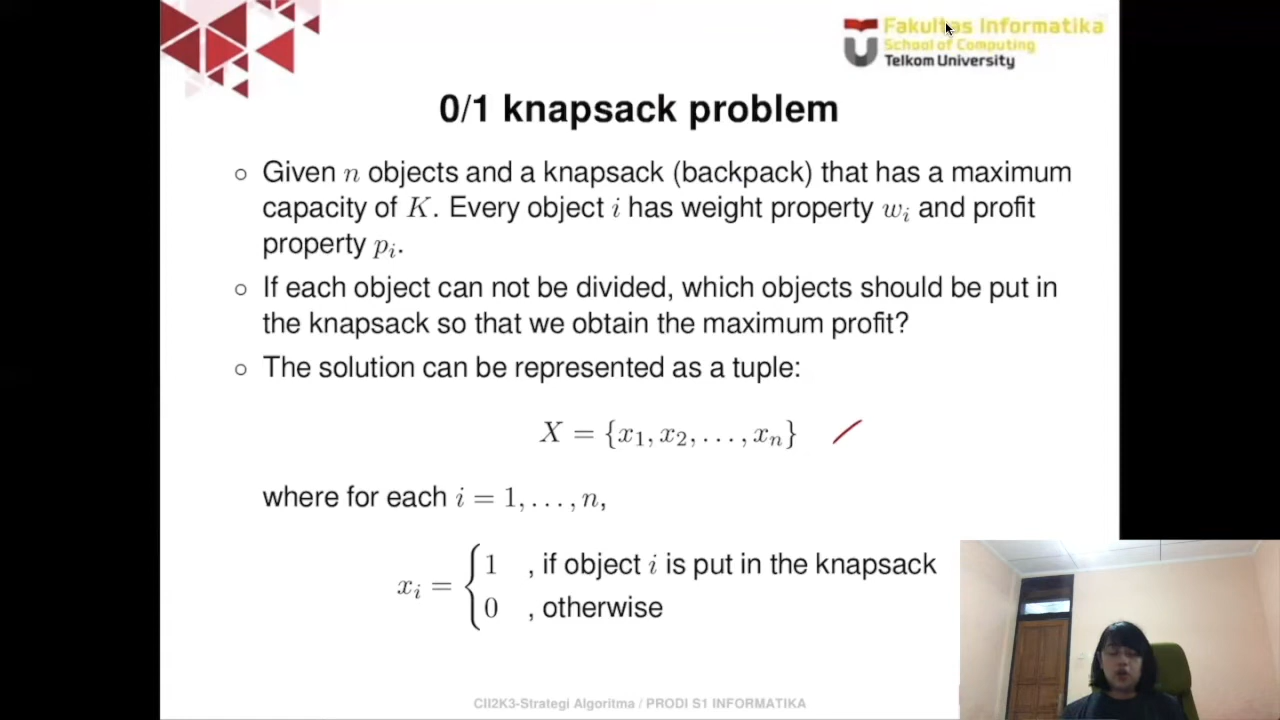 Fakultas Informatika
School of Computing
Telkom University
0/1 knapsack problem
○ Given n objects and a knapsack (backpack) that has a maximum
capacity of K. Every object i has weight property wᵢ and profit
property pᵢ.
○ If each object can not be divided, which objects should be put in
the knapsack so that we obtain the maximum profit?
○ The solution can be represented as a tuple:
X = {x₁, x₂, . . . , xₙ}
where for each i = 1, . . . , n,
xᵢ = { 1 , if object i is put in the knapsack
0 , otherwise
CII2K3-Strategi Algoritma / PRODI S1 INFORMATIKA